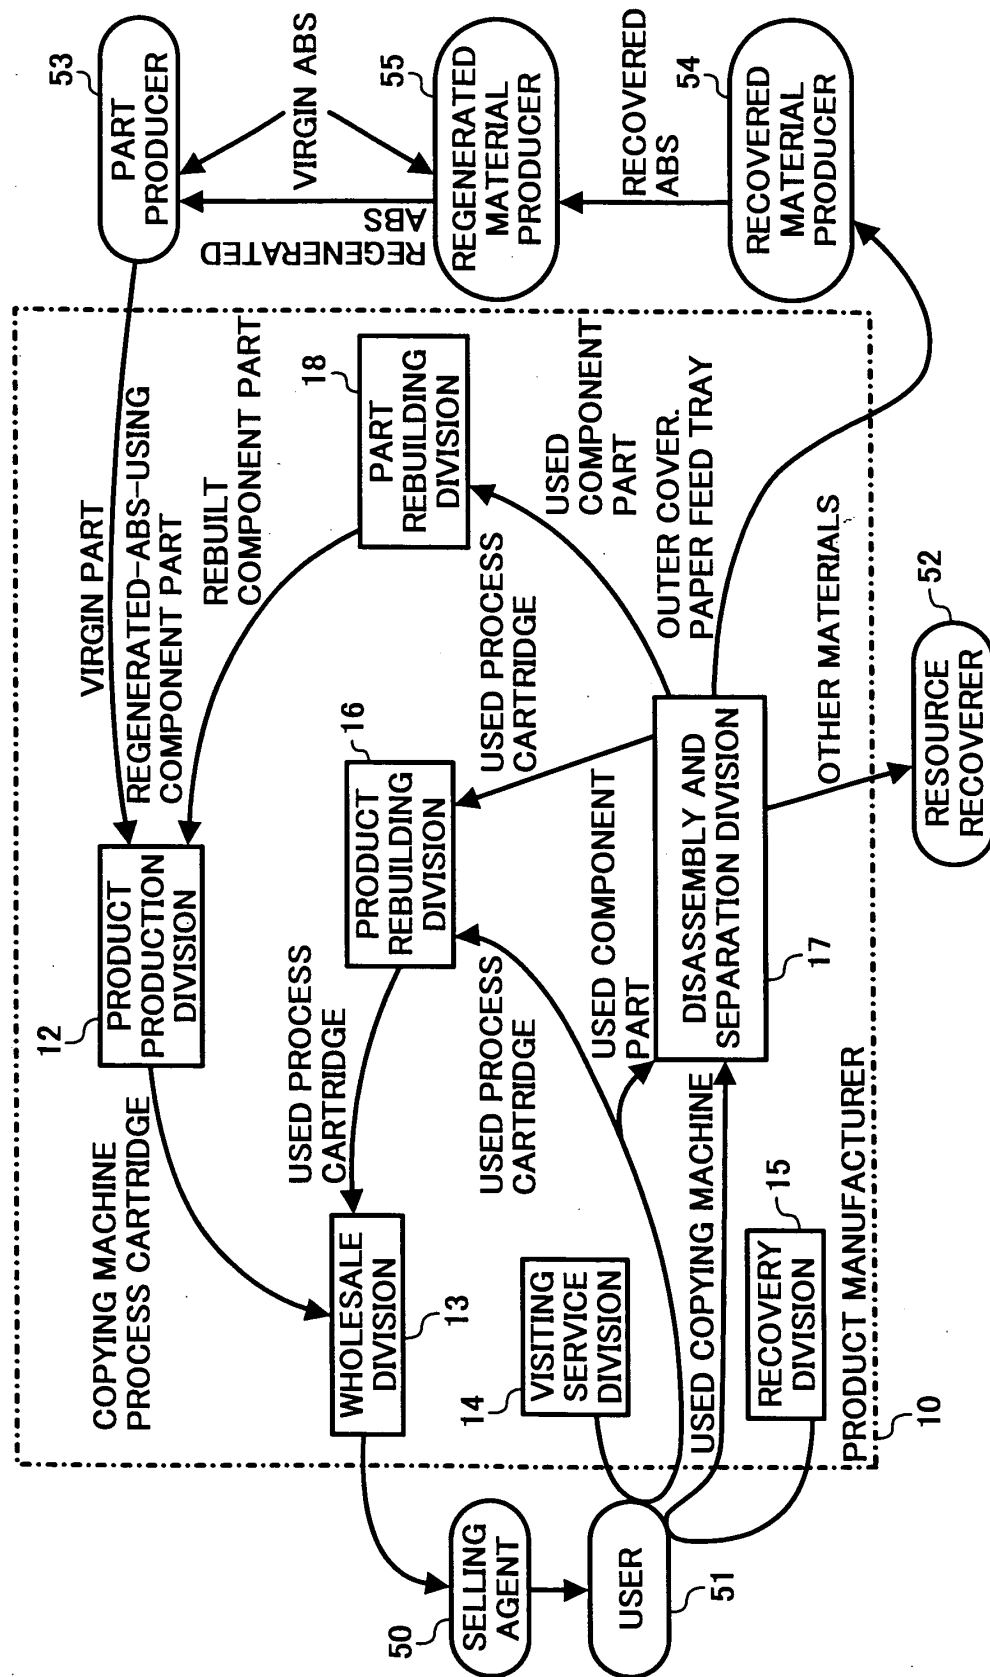 COPYING MACHINE
PROCESS CARTRIDGE
12
PRODUCT
PRODUCTION
DIVISION
VIRGIN PART
REGENERATED-ABS-USING
COMPONENT PART
REBUILT
COMPONENT PART
53
PART
PRODUCER
VIRGIN ABS
REGENERATED
ABS
55
REGENERATED
MATERIAL
PRODUCER
RECOVERED
ABS
54
RECOVERED
MATERIAL
PRODUCER
18
PART
REBUILDING
DIVISION
USED
COMPONENT
PART
16
PRODUCT
REBUILDING
DIVISION
USED PROCESS
CARTRIDGE
USED PROCESS
CARTRIDGE
USED PROCESS
CARTRIDGE
WHOLESALE
DIVISION
13
50
SELLING
AGENT
USER
51
14
VISITING
SERVICE
DIVISION
USED COMPONENT
PART
USED COPYING MACHINE
15
RECOVERY
DIVISION
DISASSEMBLY AND
SEPARATION DIVISION
17
OUTER COVER.
PAPER FEED TRAY
OTHER MATERIALS
52
RESOURCE
RECOVERER
PRODUCT MANUFACTURER
10